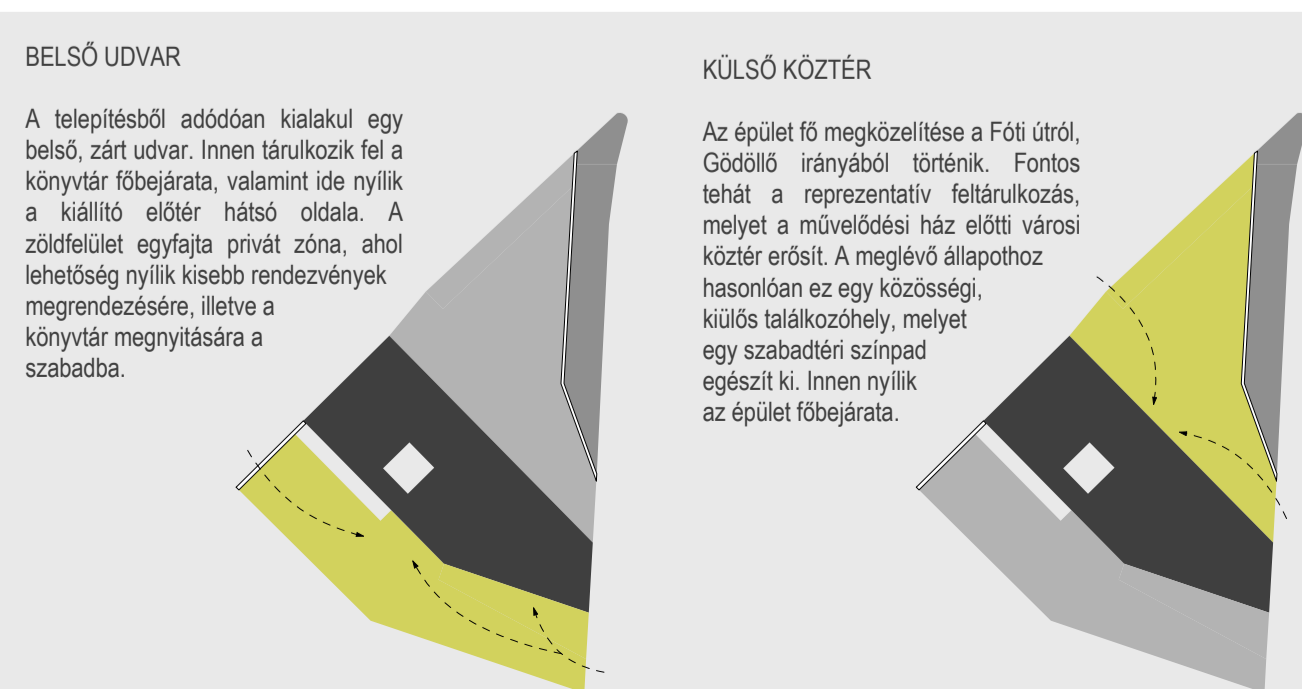 BELSŐ UDVAR
A telepítésből adódóan kialakul egy
belső, zárt udvar. Innen tárulkozik fel a
könyvtár főbejárata, valamint ide nyílik
a kiállító előtér hátsó oldala. A
zöldfelület egyfajta privát zóna, ahol
lehetőség nyílik kisebb rendezvények
megrendezésére, illetve a
könyvtár megnyitására a
szabadba.
KÜLSŐ KÖZTÉR
Az épület fő megközelítése a Fóti útról,
Gödöllő irányából történik. Fontos
tehát a reprezentatív feltárulkozás,
melyet a művelődési ház előtti városi
köztér erősít. A meglévő állapothoz
hasonlóan ez egy közösségi,
kiülős találkozóhely, melyet
egy szabadtéri színpad
egészít ki. Innen nyílik
az épület főbejárata.